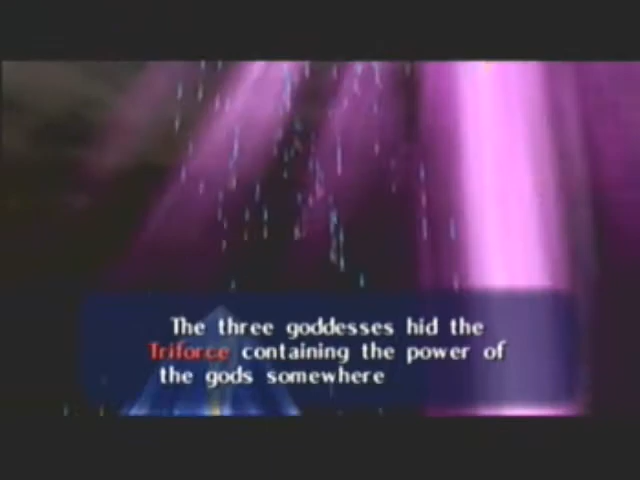 The three goddesses hid the
Triforce containing the power of
the gods somewhere